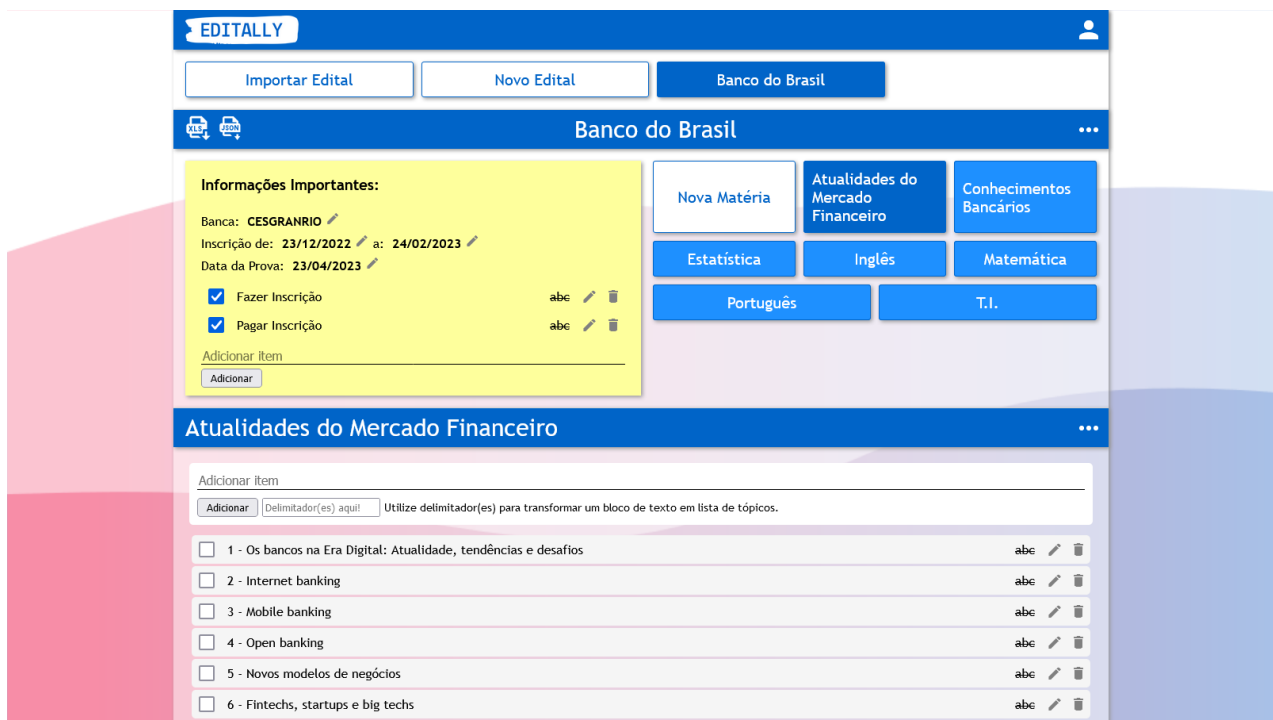 EDITALLY
Importar Edital
Novo Edital
Banco do Brasil
XLS
JSON
Banco do Brasil
Informações Importantes:
Banca: CESGRANRIO
Inscrição de: 23/12/2022 a: 24/02/2023
Data da Prova: 23/04/2023
Fazer Inscrição abc
Pagar Inscrição abc
Adicionar item
Adicionar
Nova Matéria
Atualidades do
Mercado
Financeiro
Conhecimentos
Bancários
Estatística
Inglês
Matemática
Português
T.I.
Atualidades do Mercado Financeiro
Adicionar item
Adicionar Delimitador(es) aqui! Utilize delimitador(es) para transformar um bloco de texto em lista de tópicos.
1 - Os bancos na Era Digital: Atualidade, tendências e desafios abc
2 - Internet banking abc
3 - Mobile banking abc
4 - Open banking abc
5 - Novos modelos de negócios abc
6 - Fintechs, startups e big techs abc